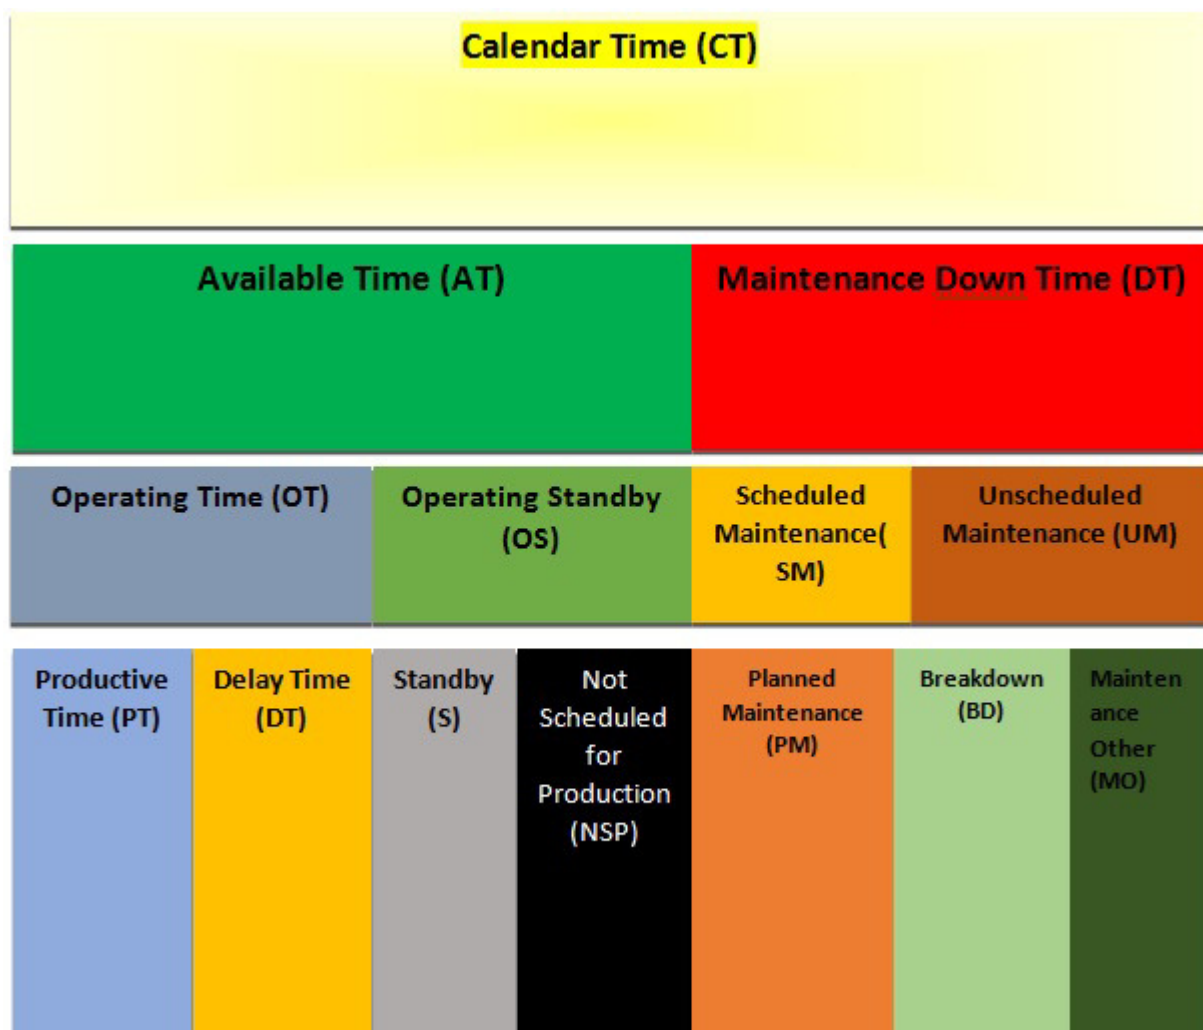 Calendar Time (CT)
Available Time (AT)
Maintenance Down Time (DT)
Operating Time (OT)
Operating Standby
(OS)
Scheduled
Maintenance(
SM)
Unscheduled
Maintenance (UM)
Productive
Time (PT)
Delay Time
(DT)
Standby
(S)
Not
Scheduled
for
Production
(NSP)
Planned
Maintenance
(PM)
Breakdown
(BD)
Mainten
ance
Other
(MO)